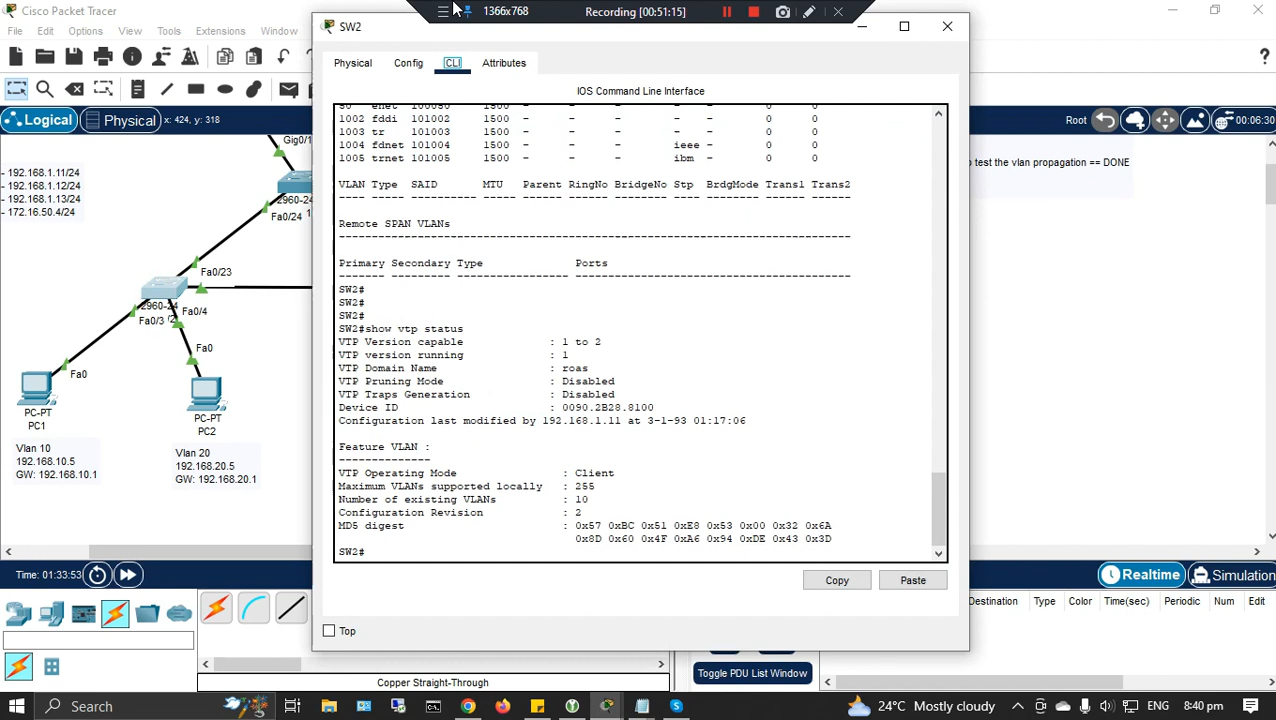 Cisco Packet Tracer
1366x768
Recording [00:51:15]
File Edit Options View Tools Extensions Window
SW2
Physical Config CLI Attributes
IOS Command Line Interface
Logical
Physical
x: 424, y: 318
Root
00:06:30
50 enet 100050 1500 - - - - - 0 0
1002 fddi 101002 1500 - - - - - 0 0
1003 tr 101003 1500 - - - - - 0 0
1004 fdnet 101004 1500 - - - ieee - 0 0
1005 trnet 101005 1500 - - - ibm - 0 0
VLAN Type SAID MTU Parent RingNo BridgeNo Stp BrdgMode Trans1 Trans2
---- ----- ---------- ----- ------ ------ -------- ---- -------- ------ ------
Remote SPAN VLANs
------------------------------------------------------------------------------
Primary Secondary Type Ports
------- --------- ----------------- ------------------------------------------
SW2#
SW2#
SW2#
SW2#show vtp status
VTP Version capable : 1 to 2
VTP version running : 1
VTP Domain Name : roas
VTP Pruning Mode : Disabled
VTP Traps Generation : Disabled
Device ID : 0090.2B28.8100
Configuration last modified by 192.168.1.11 at 3-1-93 01:17:06
Feature VLAN :
--------------
VTP Operating Mode : Client
Maximum VLANs supported locally : 255
Number of existing VLANs : 10
Configuration Revision : 2
MD5 digest : 0x57 0xBC 0x51 0xE8 0x53 0x00 0x32 0x6A
0x8D 0x60 0x4F 0xA6 0x94 0xDE 0x43 0x3D
SW2#
Copy
Paste
Top
Gig0/1
- 192.168.1.11/24
- 192.168.1.12/24
- 192.168.1.13/24
- 172.16.50.4/24
2960-24
Fa0/24
Fa0/23
2960-24
Fa0/4
Fa0/3
Fa0
Fa0
PC-PT
PC1
PC-PT
PC2
Vlan 10
192.168.10.5
GW: 192.168.10.1
Vlan 20
192.168.20.5
GW: 192.168.20.1
o test the vlan propagation == DONE
Time: 01:33:53
Realtime
Simulation
Destination Type Color Time(sec) Periodic Num Edit
Toggle PDU List Window
Copper Straight-Through
Search
24°C Mostly cloudy
ENG
8:40 pm